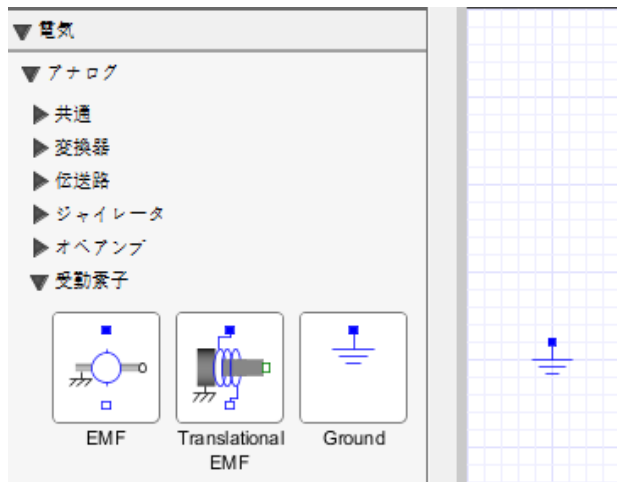 電気
アナログ
共通
変換器
伝送路
ジャイレータ
オペアンプ
受動素子
EMF
Translational
EMF
Ground